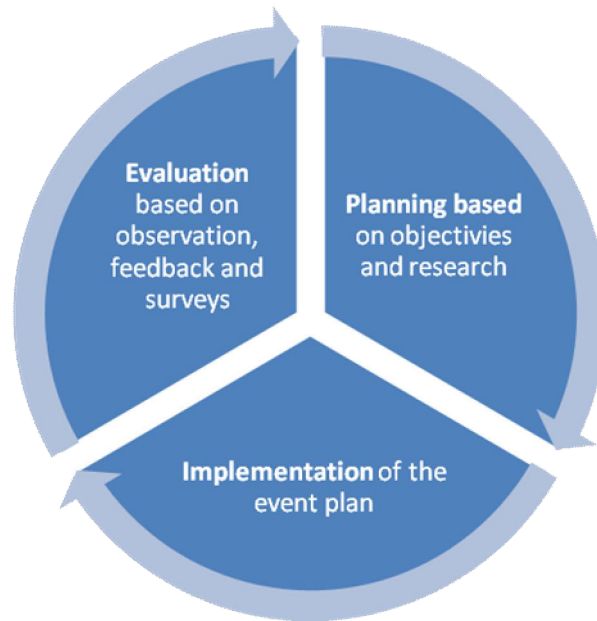 Evaluation
based on
observation,
feedback and
surveys
Planning based
on objectivies
and research
Implementation of the
event plan